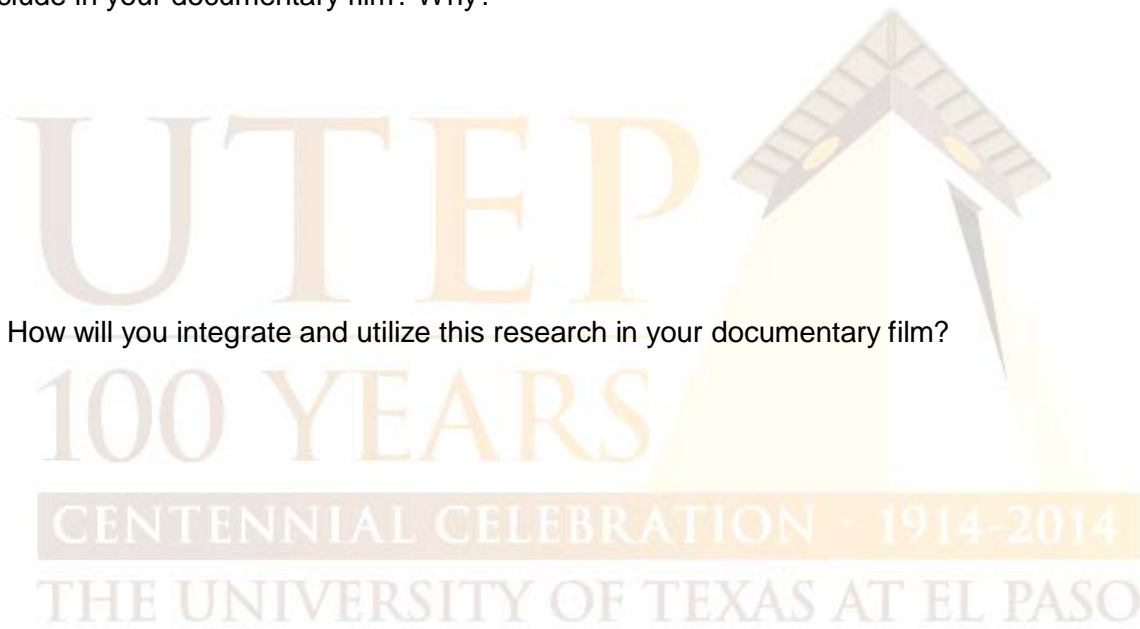 clude in your documentary film? Why?
UTEP
How will you integrate and utilize this research in your documentary film?
100 YEARS
CENTENNIAL CELEBRATION · 1914-2014
THE UNIVERSITY OF TEXAS AT EL PASO